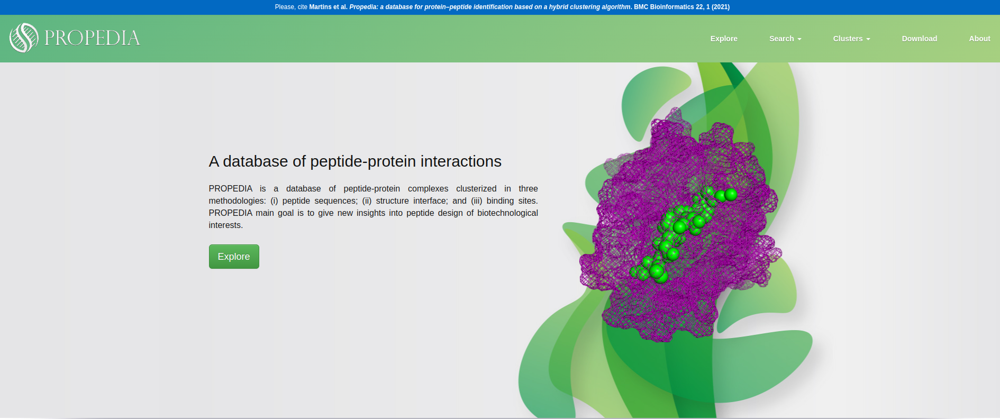 Please, cite Martins et al. Propedia: a database for protein–peptide identification based on a hybrid clustering algorithm. BMC Bioinformatics 22, 1 (2021)
PROPEDIA
Explore Search Clusters Download About
A database of peptide-protein interactions
PROPEDIA is a database of peptide-protein complexes clusterized in three
methodologies: (i) peptide sequences; (ii) structure interface; and (iii) binding sites.
PROPEDIA main goal is to give new insights into peptide design of biotechnological
interests.
Explore